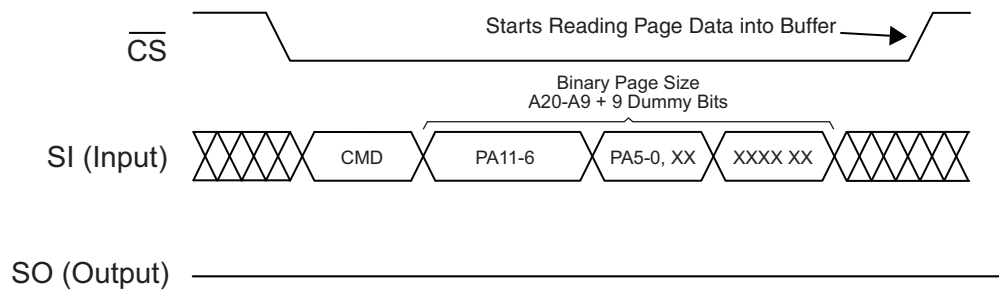 Starts Reading Page Data into Buffer
CS
Binary Page Size
A20-A9 + 9 Dummy Bits
SI (Input)
CMD
PA11-6
PA5-0, XX
XXXX XX
SO (Output)